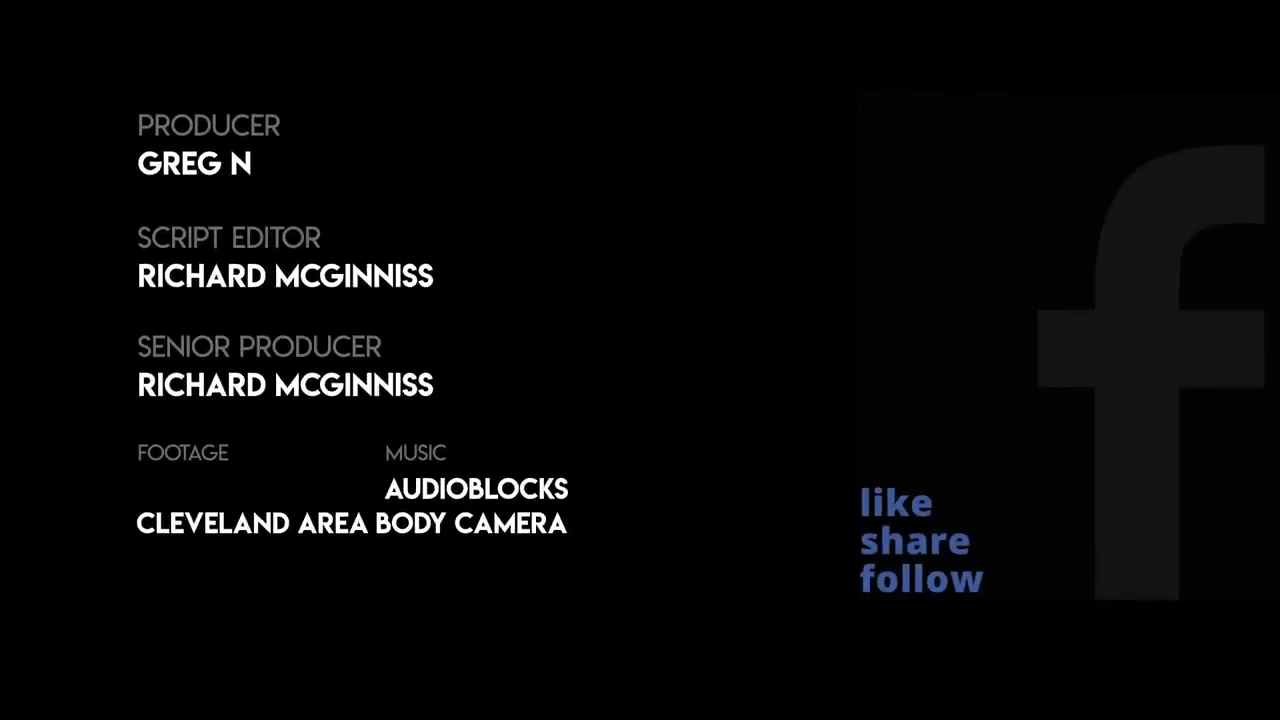 PRODUCER
GREG N
SCRIPT EDITOR
RICHARD MCGINNISS
SENIOR PRODUCER
RICHARD MCGINNISS
FOOTAGE
MUSIC
AUDIOBLOCKS
CLEVELAND AREA BODY CAMERA
like
share
follow
f